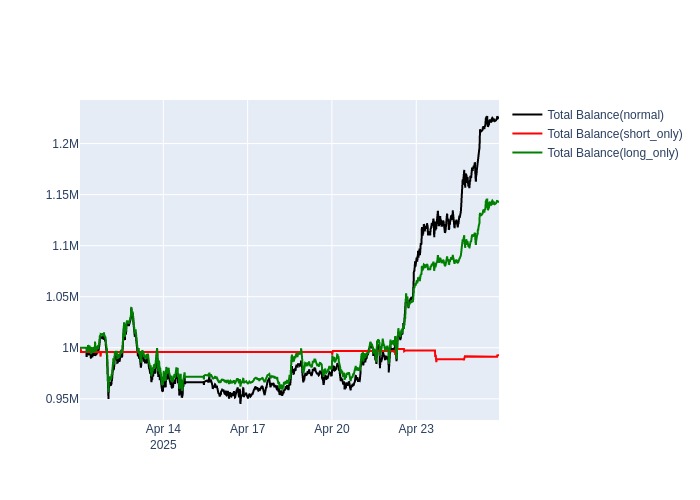 Total Balance(normal)
Total Balance(short_only)
Total Balance(long_only)
1.2M
1.15M
1.1M
1.05M
1M
0.95M
Apr 14
2025
Apr 17
Apr 20
Apr 23